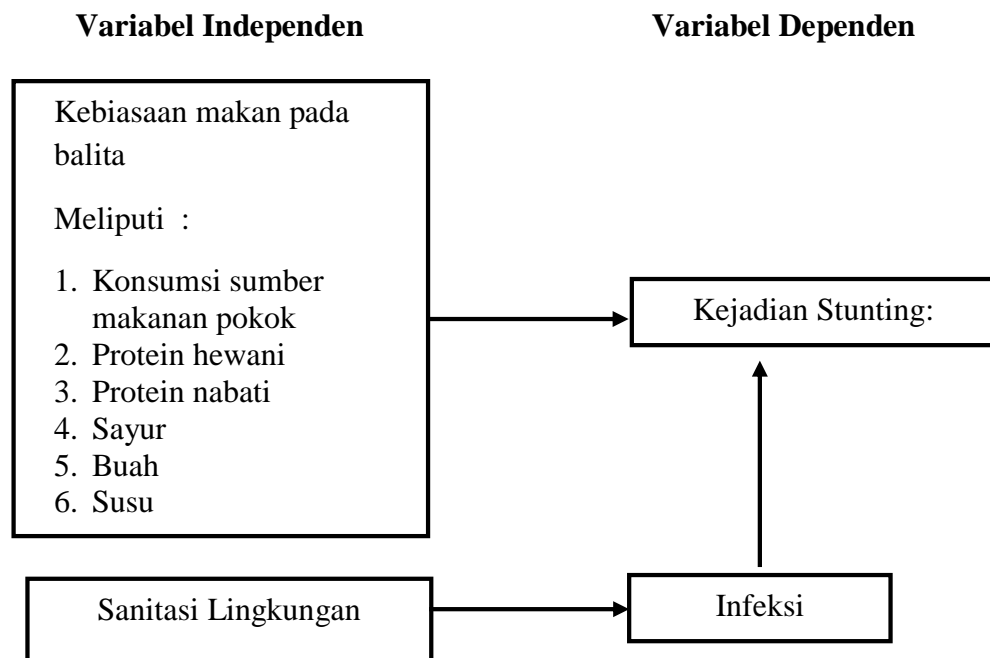 Variabel Independen
Variabel Dependen
Kebiasaan makan pada
balita
Meliputi :
1. Konsumsi sumber
makanan pokok
2. Protein hewani
3. Protein nabati
4. Sayur
5. Buah
6. Susu
Kejadian Stunting:
Sanitasi Lingkungan
Infeksi